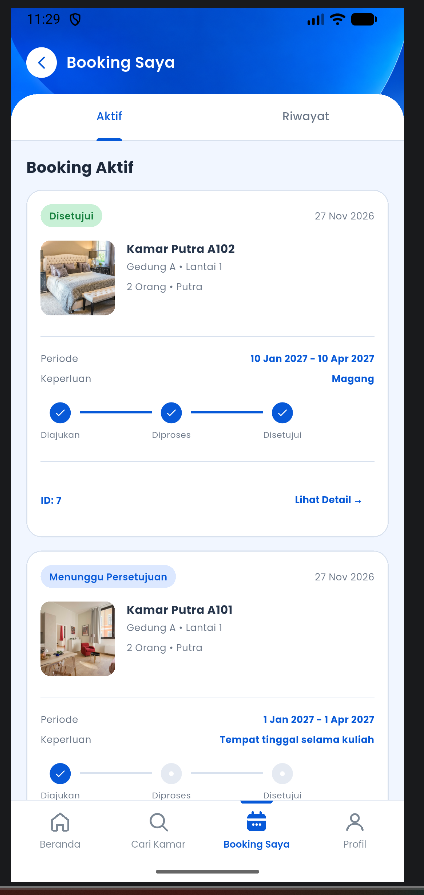 11:29
Booking Saya
Aktif
Riwayat
Booking Aktif
Disetujui
27 Nov 2026
Kamar Putra A102
Gedung A • Lantai 1
2 Orang • Putra
Periode
10 Jan 2027 - 10 Apr 2027
Keperluan
Magang
Diajukan
Diproses
Disetujui
ID: 7
Lihat Detail →
Menunggu Persetujuan
27 Nov 2026
Kamar Putra A101
Gedung A • Lantai 1
2 Orang • Putra
Periode
1 Jan 2027 - 1 Apr 2027
Keperluan
Tempat tinggal selama kuliah
Diajukan
Diproses
Disetujui
Beranda
Cari Kamar
Booking Saya
Profil